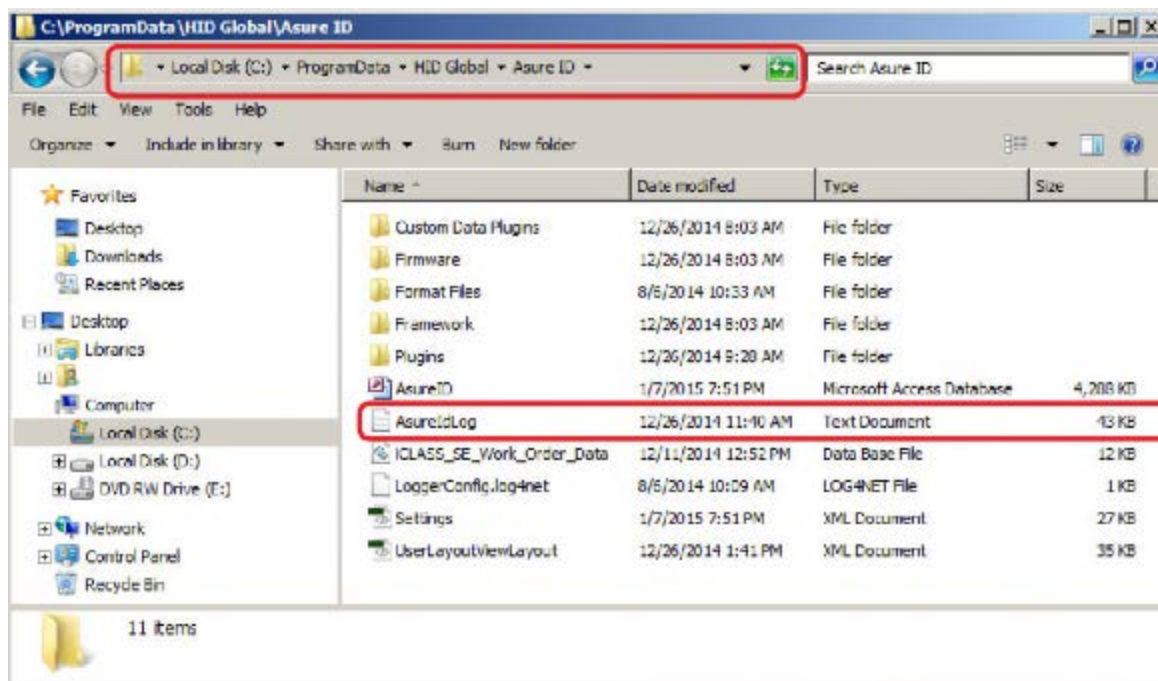 C:\ProgramData\HID Global\Asure ID
Local Disk (C:) ProgramData HID Global Asure ID Search Asure ID
File Edit View Tools Help
Organize Include in library Share with Burn New folder
Favorites
Desktop
Downloads
Recent Places
Desktop
Libraries
Computer
Local Disk (C:)
Local Disk (D:)
DVD RW Drive (E:)
Network
Control Panel
Recycle Bin
Name Date modified Type Size
Custom Data Plugins 12/26/2014 8:03 AM File folder
Firmware 12/26/2014 8:03 AM File folder
Format Files 8/6/2014 10:33 AM File folder
Framework 12/26/2014 8:03 AM File folder
Plugins 12/26/2014 9:28 AM File folder
AsureID 1/7/2015 7:51 PM Microsoft Access Database 4,288 KB
AsureIdLog 12/26/2014 11:40 AM Text Document 43 KB
iCLASS_SE_Work_Order_Data 12/11/2014 12:52 PM Data Base File 12 KB
LoggerConfig.log4net 8/6/2014 10:09 AM LOG4NET File 1 KB
Settings 1/7/2015 7:51 PM XML Document 27 KB
UserLayoutViewLayout 12/26/2014 1:41 PM XML Document 35 KB
11 items